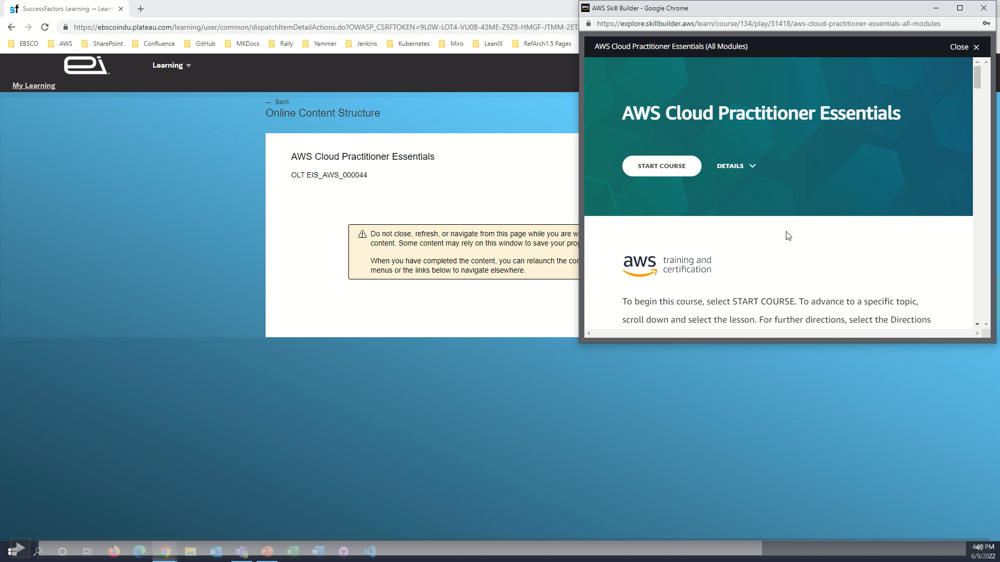 SuccessFactors Learning → Learn
https://ebscoindu.plateau.com/learning/user/common/dispatchItemDetailActions.do?OWASP_CSRFTOKEN=9L0W-LOT4-VU0B-43ME-Z9Z8-HMGF-JTMM-2ETJ
EBSCO AWS SharePoint Confluence GitHub MKDocs Rally Yammer Jenkins Kubernetes Miro LeanIX RefArch1.5 Pages
ei
Learning
My Learning
← Back
Online Content Structure
AWS Cloud Practitioner Essentials
OLT EIS_AWS_000044
Do not close, refresh, or navigate from this page while you are w
content. Some content may rely on this window to save your prog
When you have completed the content, you can relaunch the con
menus or the links below to navigate elsewhere.
aws AWS Skill Builder - Google Chrome
https://explore.skillbuilder.aws/learn/course/134/play/31418/aws-cloud-practitioner-essentials-all-modules
AWS Cloud Practitioner Essentials (All Modules)
Close
AWS Cloud Practitioner Essentials
START COURSE
DETAILS
aws training and
certification
To begin this course, select START COURSE. To advance to a specific topic,
scroll down and select the lesson. For further directions, select the Directions
4:00 PM
6/9/2022